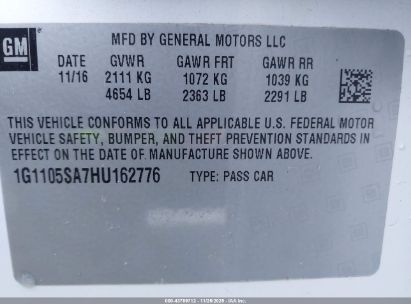 GM
MFD BY GENERAL MOTORS LLC
DATE GVWR GAWR FRT GAWR RR
11/16 2111 KG 1072 KG 1039 KG
4654 LB 2363 LB 2291 LB
THIS VEHICLE CONFORMS TO ALL APPLICABLE U.S. FEDERAL MOTOR
VEHICLE SAFETY, BUMPER, AND THEFT PREVENTION STANDARDS IN
EFFECT ON THE DATE OF MANUFACTURE SHOWN ABOVE.
1G1105SA7HU162776 TYPE: PASS CAR